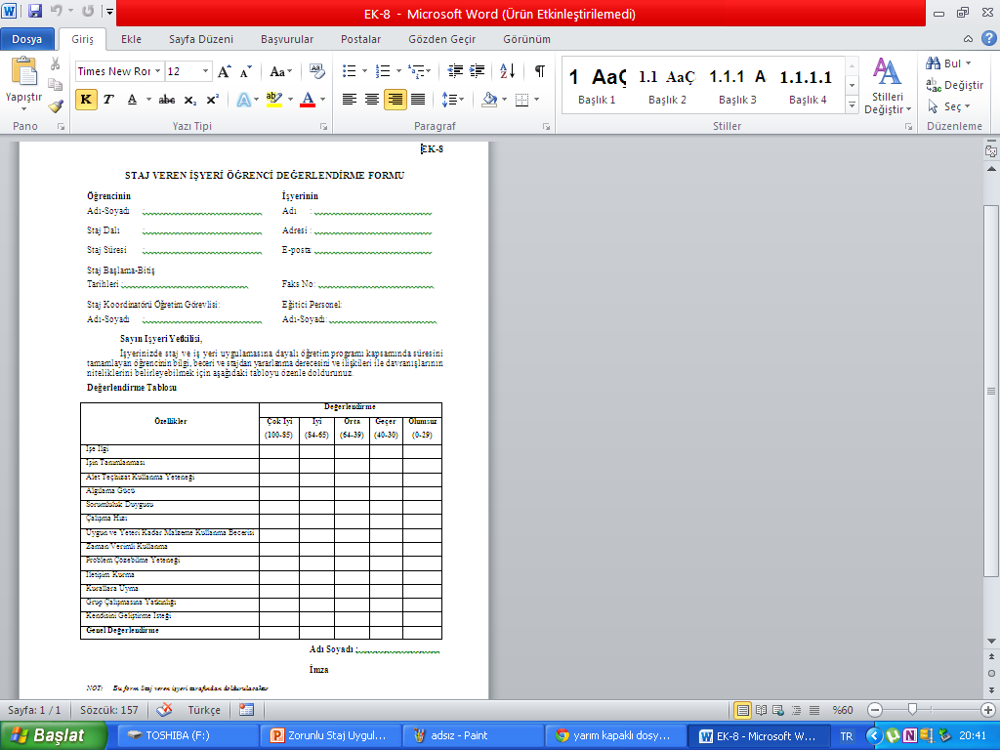 EK-8 - Microsoft Word (Ürün Etkinleştirilemedi)
Dosya Giriş Ekle Sayfa Düzeni Başvurular Postalar Gözden Geçir Görünüm
Yapıştır
Times New Ror 12
Bul
Değiştir
Seç
1 AaÇ 1.1 AaÇ 1.1.1 A 1.1.1.1
Başlık 1 Başlık 2 Başlık 3 Başlık 4
Stilleri Değiştir
Pano Yazı Tipi Paragraf Stiller Düzenleme
EK-8
STAJ VEREN İŞYERİ ÖĞRENCİ DEĞERLENDİRME FORMU
Öğrencinin İşyerinin
Adı-Soyadı : Adı :
Staj Dalı : Adresi :
Staj Süresi : E-posta:
Staj Başlama-Bitiş
Tarihleri: Faks No:
Staj Koordinatörü Öğretim Görevlisi: Eğitici Personel:
Adı-Soyadı : Adı-Soyadı:
Sayın İşyeri Yetkilisi,
İşyerinizde staj ve iş yeri uygulamasına dayalı öğretim programı kapsamında süresini
tamamlayan öğrencinin bilgi, beceri ve stajdan yararlanma derecesini ve ilişkileri ile davranışlarının
niteliklerini belirleyebilmek için aşağıdaki tabloyu özenle doldurunuz.
Değerlendirme Tablosu
Özellikler Değerlendirme
Çok İyi İyi Orta Geçer Olumsuz
(100-85) (84-65) (64-39) (40-30) (0-29)
İşe İlgi
İşin Tanımlanması
Alet Teçhizat Kullanma Yeteneği
Algılama Gücü
Sorumluluk Duygusu
Çalışma Hızı
Uygun ve Yeteri Kadar Malzeme Kullanma Becerisi
Zaman/Verimli Kullanma
Problem Çözebilme Yeteneği
İletişim Kurma
Kurallara Uyma
Grup Çalışmasına Yatkınlığı
Kendisini Geliştirme İsteği
Genel Değerlendirme
Adı Soyadı :
İmza
NOT: Bu form Staj veren işyeri tarafından doldurulacaktır
Sayfa: 1 / 1 Sözcük: 157 Türkçe %60
Başlat TOSHIBA (F:) Zorunlu Staj Uygul... adsız - Paint yarım kapaklı dosy... EK-8 - Microsoft W... TR 20:41